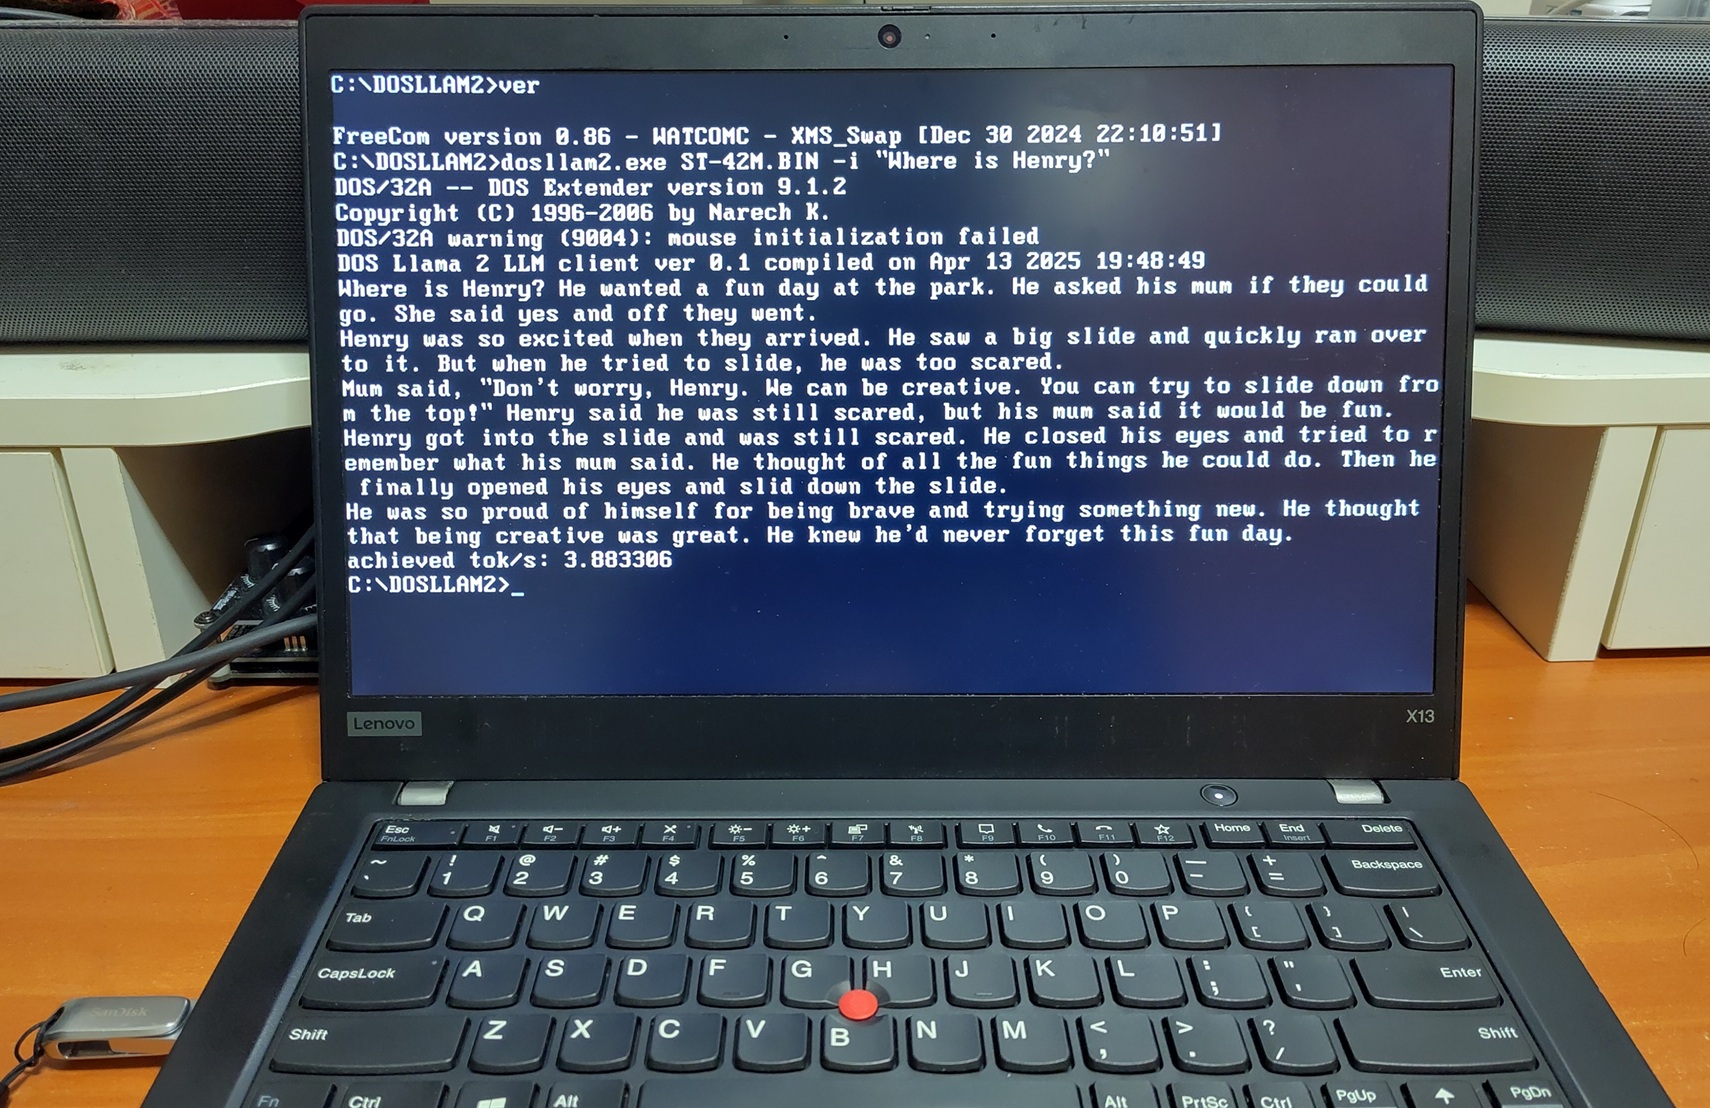 C:\DOSLLAM2>ver
FreeCom version 0.86 - WATCOMC - XMS_Swap [Dec 30 2024 22:10:51]
C:\DOSLLAM2>dosllam2.exe ST-42M.BIN -i "Where is Henry?"
DOS/32A -- DOS Extender version 9.1.2
Copyright (C) 1996-2006 by Narech K.
DOS/32A warning (9004): mouse initialization failed
DOS Llama 2 LLM client ver 0.1 compiled on Apr 13 2025 19:48:49
Where is Henry? He wanted a fun day at the park. He asked his mum if they could
go. She said yes and off they went.
Henry was so excited when they arrived. He saw a big slide and quickly ran over
to it. But when he tried to slide, he was too scared.
Mum said, "Don't worry, Henry. We can be creative. You can try to slide down fro
m the top!" Henry said he was still scared, but his mum said it would be fun.
Henry got into the slide and was still scared. He closed his eyes and tried to r
emember what his mum said. He thought of all the fun things he could do. Then he
 finally opened his eyes and slid down the slide.
He was so proud of himself for being brave and trying something new. He thought
that being creative was great. He knew he'd never forget this fun day.
achieved tok/s: 3.883306
C:\DOSLLAM2>_
Lenovo
X13
Esc F1 F2 F3 F4 F5 F6 F7 F8 F9 F10 F11 F12 Home End Delete
FnLock Insert
~ ! @ # $ % ^ & * ( ) — + Backspace
` 1 2 3 4 5 6 7 8 9 0 - =
Tab Q W E R T Y U I O P { [ } ] | \
CapsLock A S D F G H J K L : ; " ' Enter
SanDisk
Shift Z X C V B N M < , > . ? / Shift
Fn Ctrl Alt Alt PrtSc Ctrl PgUp PgDn